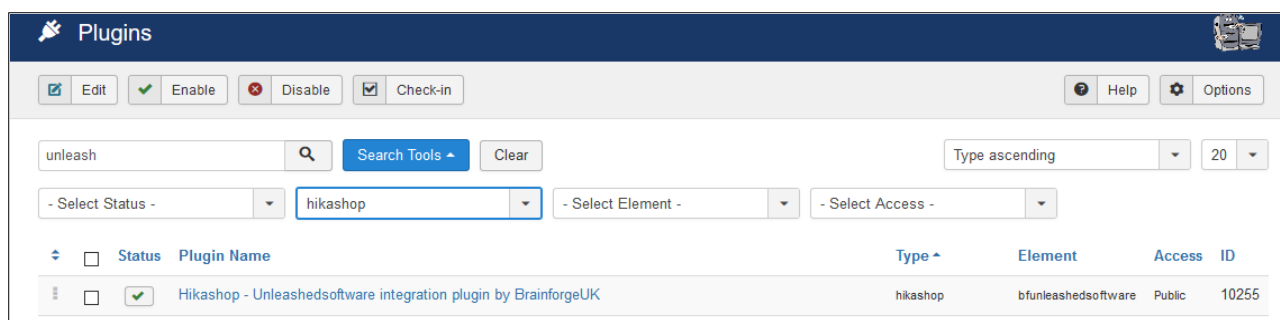 Plugins
Edit Enable Disable Check-in Help Options
unleash Search Tools Clear Type ascending 20
- Select Status - hikashop - Select Element - - Select Access -
Status Plugin Name Type Element Access ID
Hikashop - Unleashedsoftware integration plugin by BrainforgeUK hikashop bfunleashedsoftware Public 10255